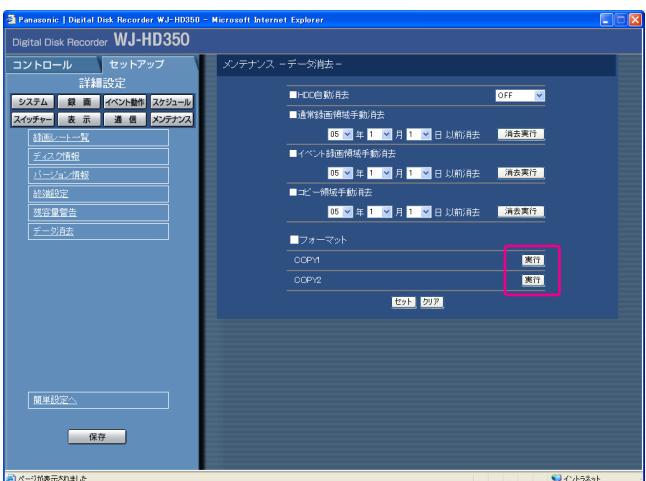 Panasonic | Digital Disk Recorder WJ-HD350 - Microsoft Internet Explorer
Digital Disk Recorder WJ-HD350
コントロール セットアップ
詳細設定
システム 録 画 イベント動作 スケジュール
スイッチャー 表 示 通 信 メンテナンス
録画レート一覧
ディスク情報
バージョン情報
終端設定
残容量警告
データ消去
簡単設定へ
保存
メンテナンス －データ消去－
■HDD自動消去 OFF
■通常録画領域手動消去
05 年 1 月 1 日 以前消去 消去実行
■イベント録画領域手動消去
05 年 1 月 1 日 以前消去 消去実行
■コピー領域手動消去
05 年 1 月 1 日 以前消去 消去実行
■フォーマット
COPY1 実行
COPY2 実行
セット クリア
ページが表示されました イントラネット